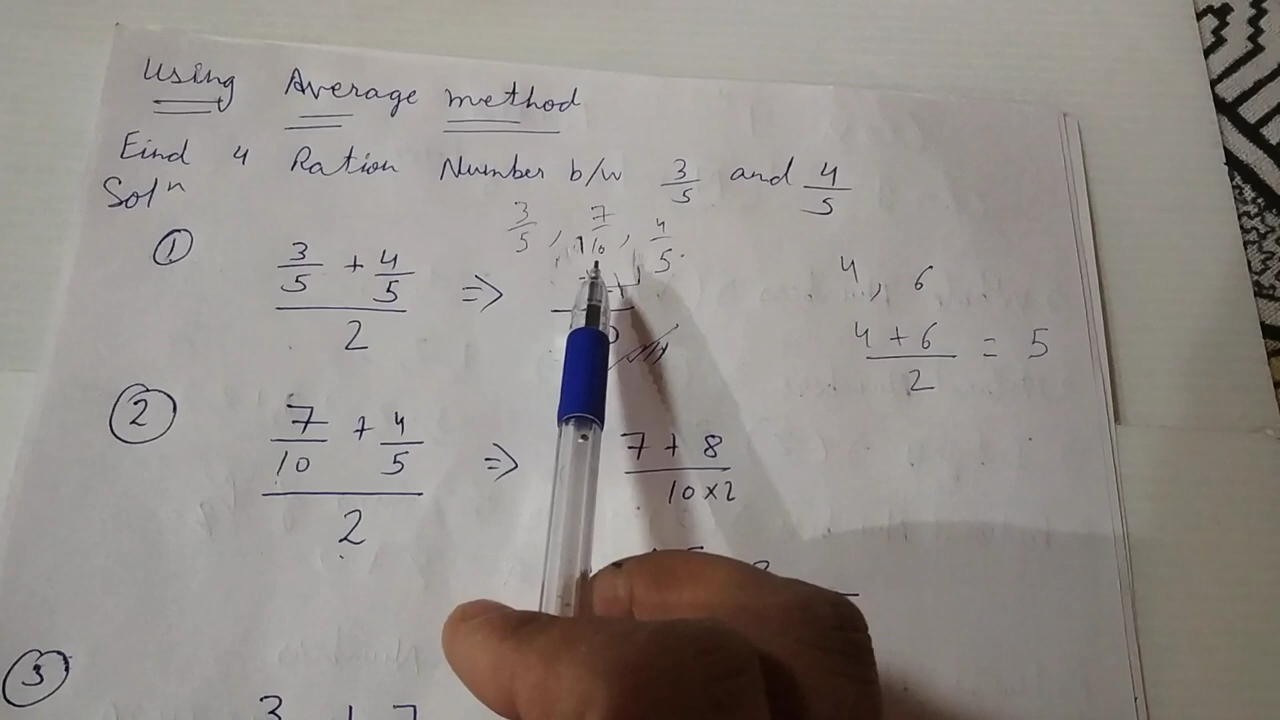 Using Average method
Find 4 Ration Number b/w 3/5 and 4/5
Solⁿ
3/5, 7/10, 4/5
① (3/5 + 4/5)/2 ⇒
4, 6
(4 + 6)/2 = 5
② (7/10 + 4/5)/2 ⇒ (7 + 8)/(10 × 2)
③
3 7